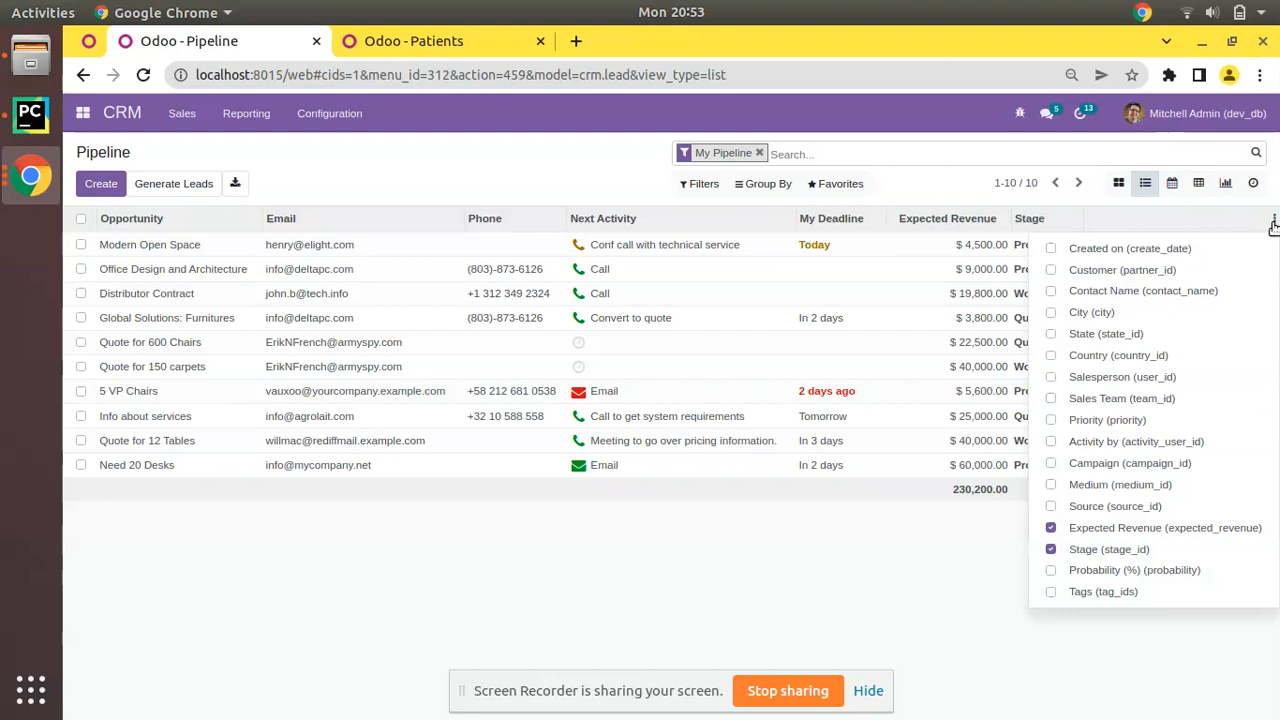 Activities Google Chrome Mon 20:53
Odoo - Pipeline Odoo - Patients
localhost:8015/web#cids=1&menu_id=312&action=459&model=crm.lead&view_type=list
CRM Sales Reporting Configuration 5 13 Mitchell Admin (dev_db)
Pipeline My Pipeline Search...
Create Generate Leads Filters Group By Favorites 1-10 / 10
Opportunity Email Phone Next Activity My Deadline Expected Revenue Stage
Modern Open Space henry@elight.com Conf call with technical service Today $ 4,500.00 Pro
Office Design and Architecture info@deltapc.com (803)-873-6126 Call $ 9,000.00 Pro
Distributor Contract john.b@tech.info +1 312 349 2324 Call $ 19,800.00 Wo
Global Solutions: Furnitures info@deltapc.com (803)-873-6126 Convert to quote In 2 days $ 3,800.00 Qu
Quote for 600 Chairs ErikNFrench@armyspy.com $ 22,500.00 Qu
Quote for 150 carpets ErikNFrench@armyspy.com $ 40,000.00 Ne
5 VP Chairs vauxoo@yourcompany.example.com +58 212 681 0538 Email 2 days ago $ 5,600.00 Pro
Info about services info@agrolait.com +32 10 588 558 Call to get system requirements Tomorrow $ 25,000.00 Qu
Quote for 12 Tables willmac@rediffmail.example.com Meeting to go over pricing information. In 3 days $ 40,000.00 Wo
Need 20 Desks info@mycompany.net Email In 2 days $ 60,000.00 Pro
230,200.00
Created on (create_date)
Customer (partner_id)
Contact Name (contact_name)
City (city)
State (state_id)
Country (country_id)
Salesperson (user_id)
Sales Team (team_id)
Priority (priority)
Activity by (activity_user_id)
Campaign (campaign_id)
Medium (medium_id)
Source (source_id)
Expected Revenue (expected_revenue)
Stage (stage_id)
Probability (%) (probability)
Tags (tag_ids)
Screen Recorder is sharing your screen. Stop sharing Hide